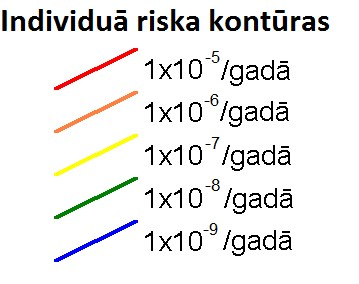 Individuā riska kontūras
1x10⁻⁵/gadā
1x10⁻⁶/gadā
1x10⁻⁷/gadā
1x10⁻⁸/gadā
1x10⁻⁹/gadā